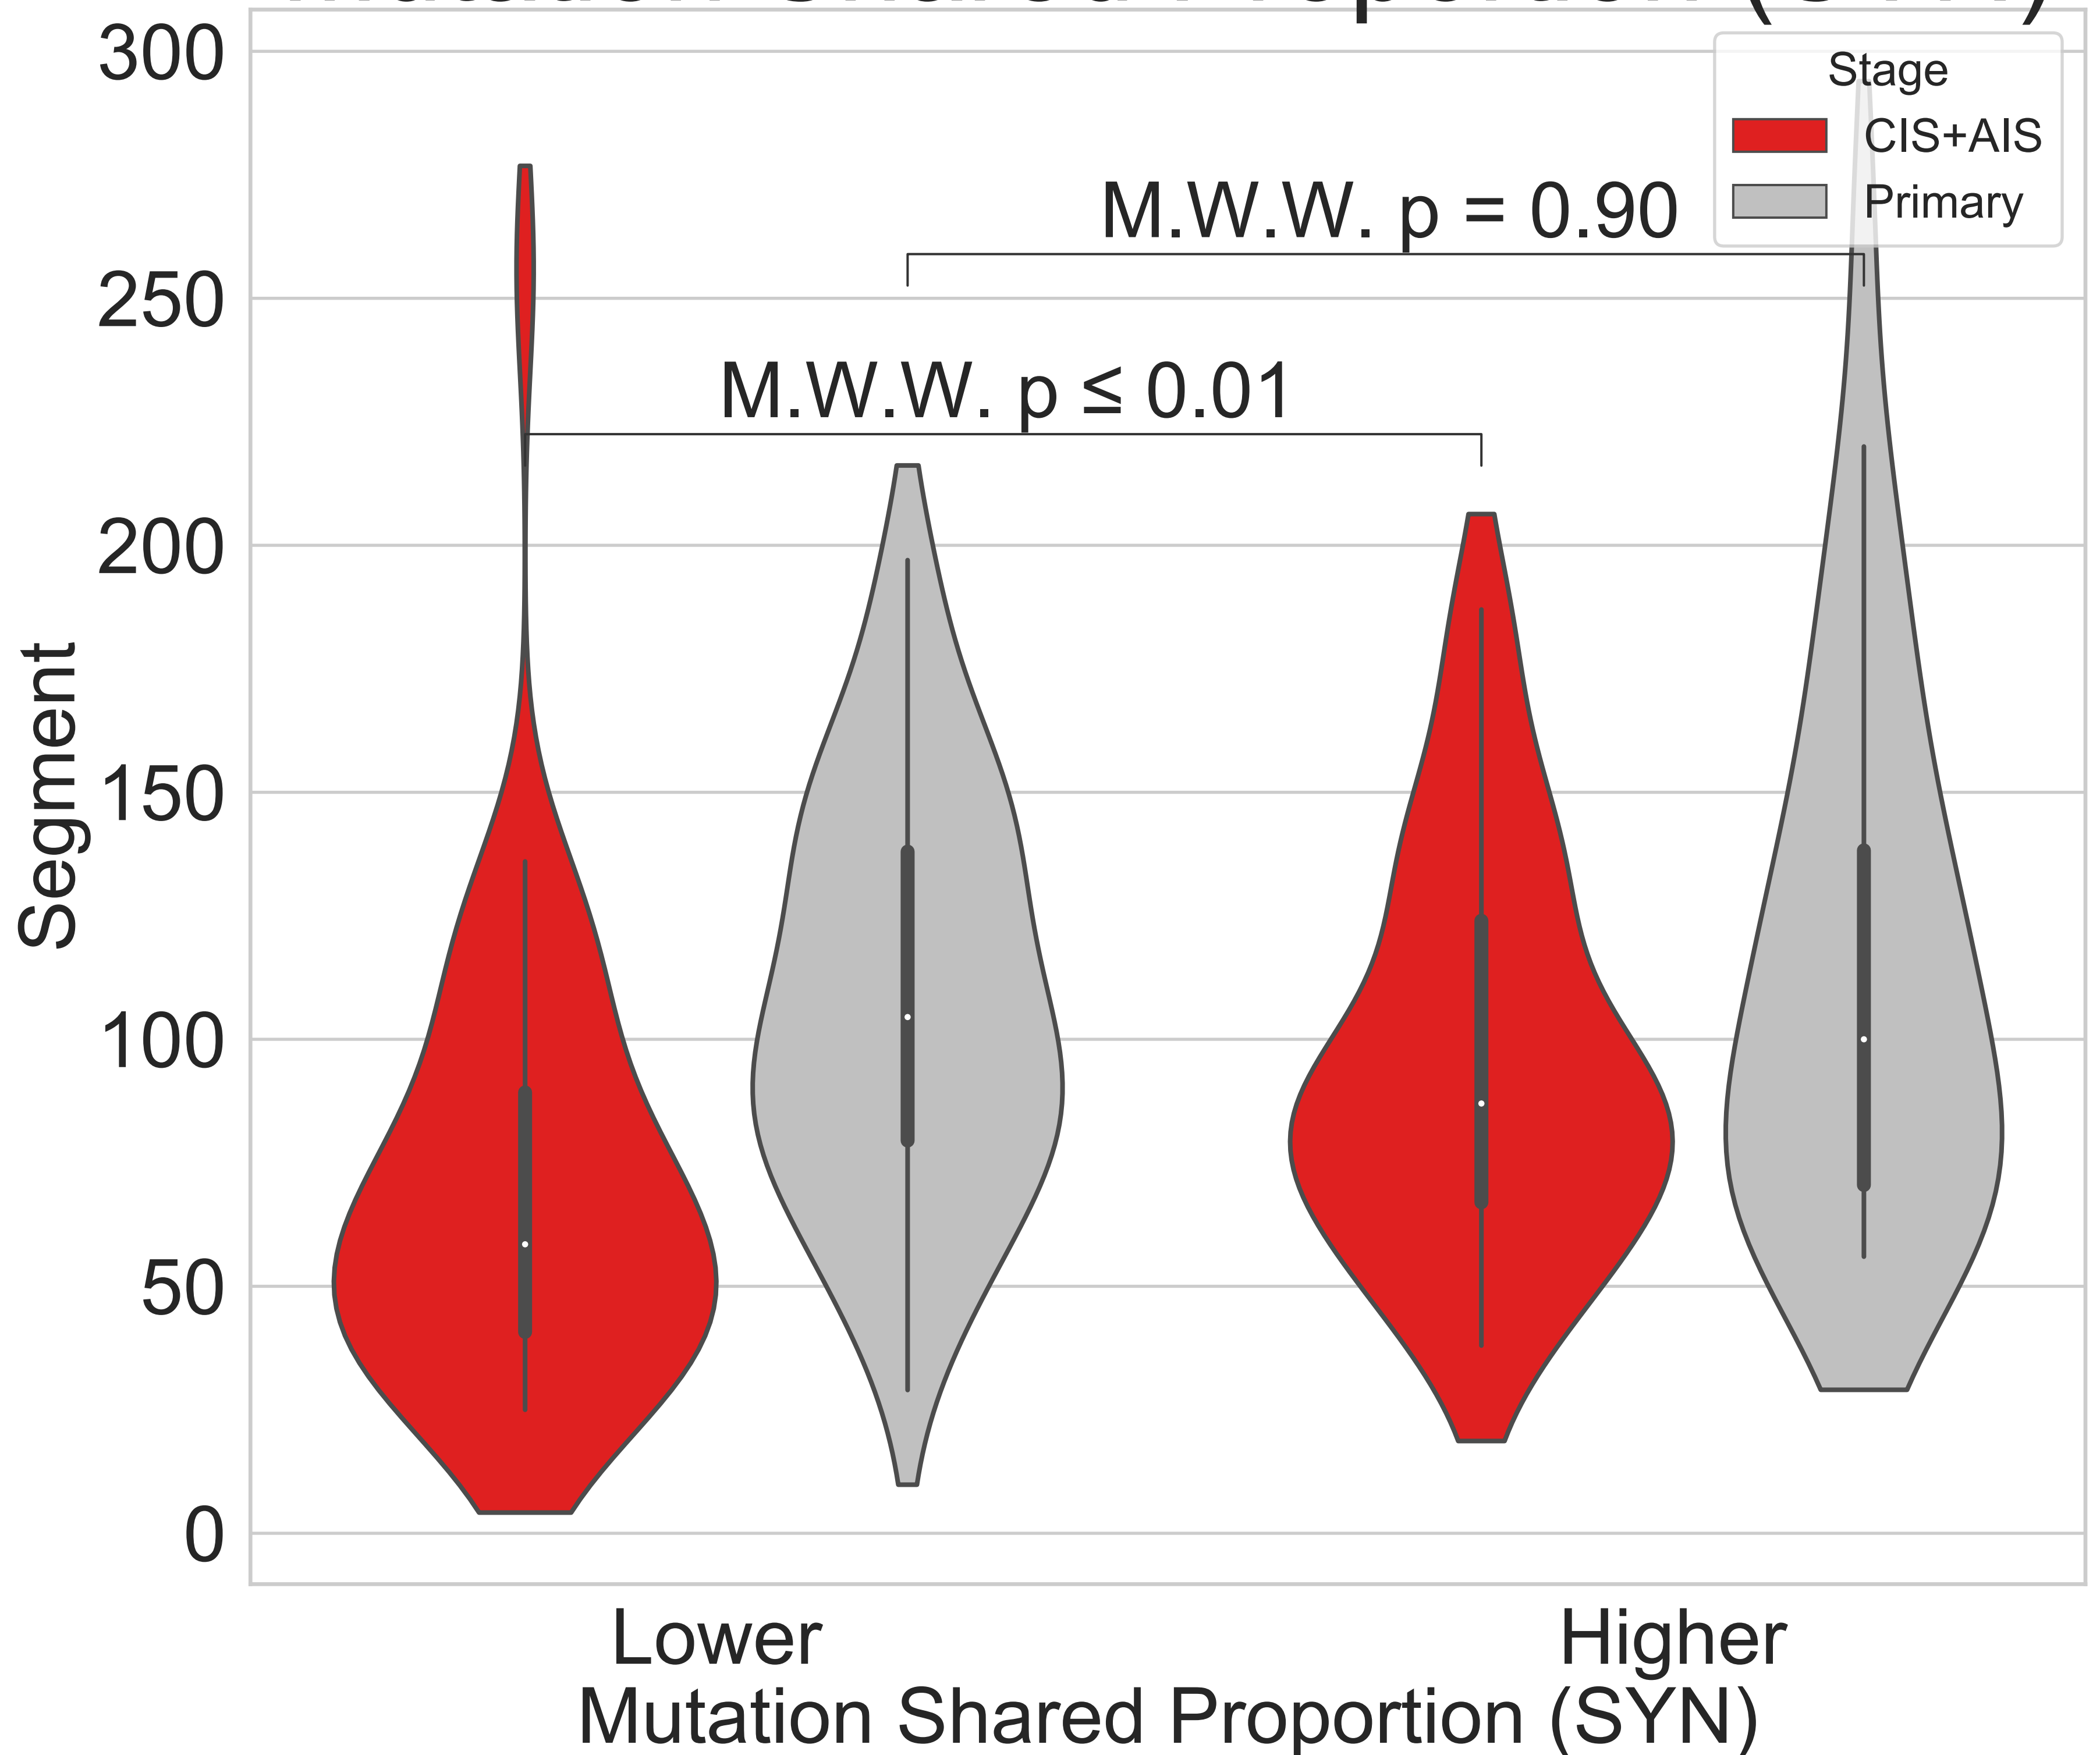 300
Stage
CIS+AIS
Primary
M.W.W. p = 0.90
250
M.W.W. p ≤ 0.01
200
150
100
50
0
Segment
Lower
Higher
Mutation Shared Proportion (SYN)